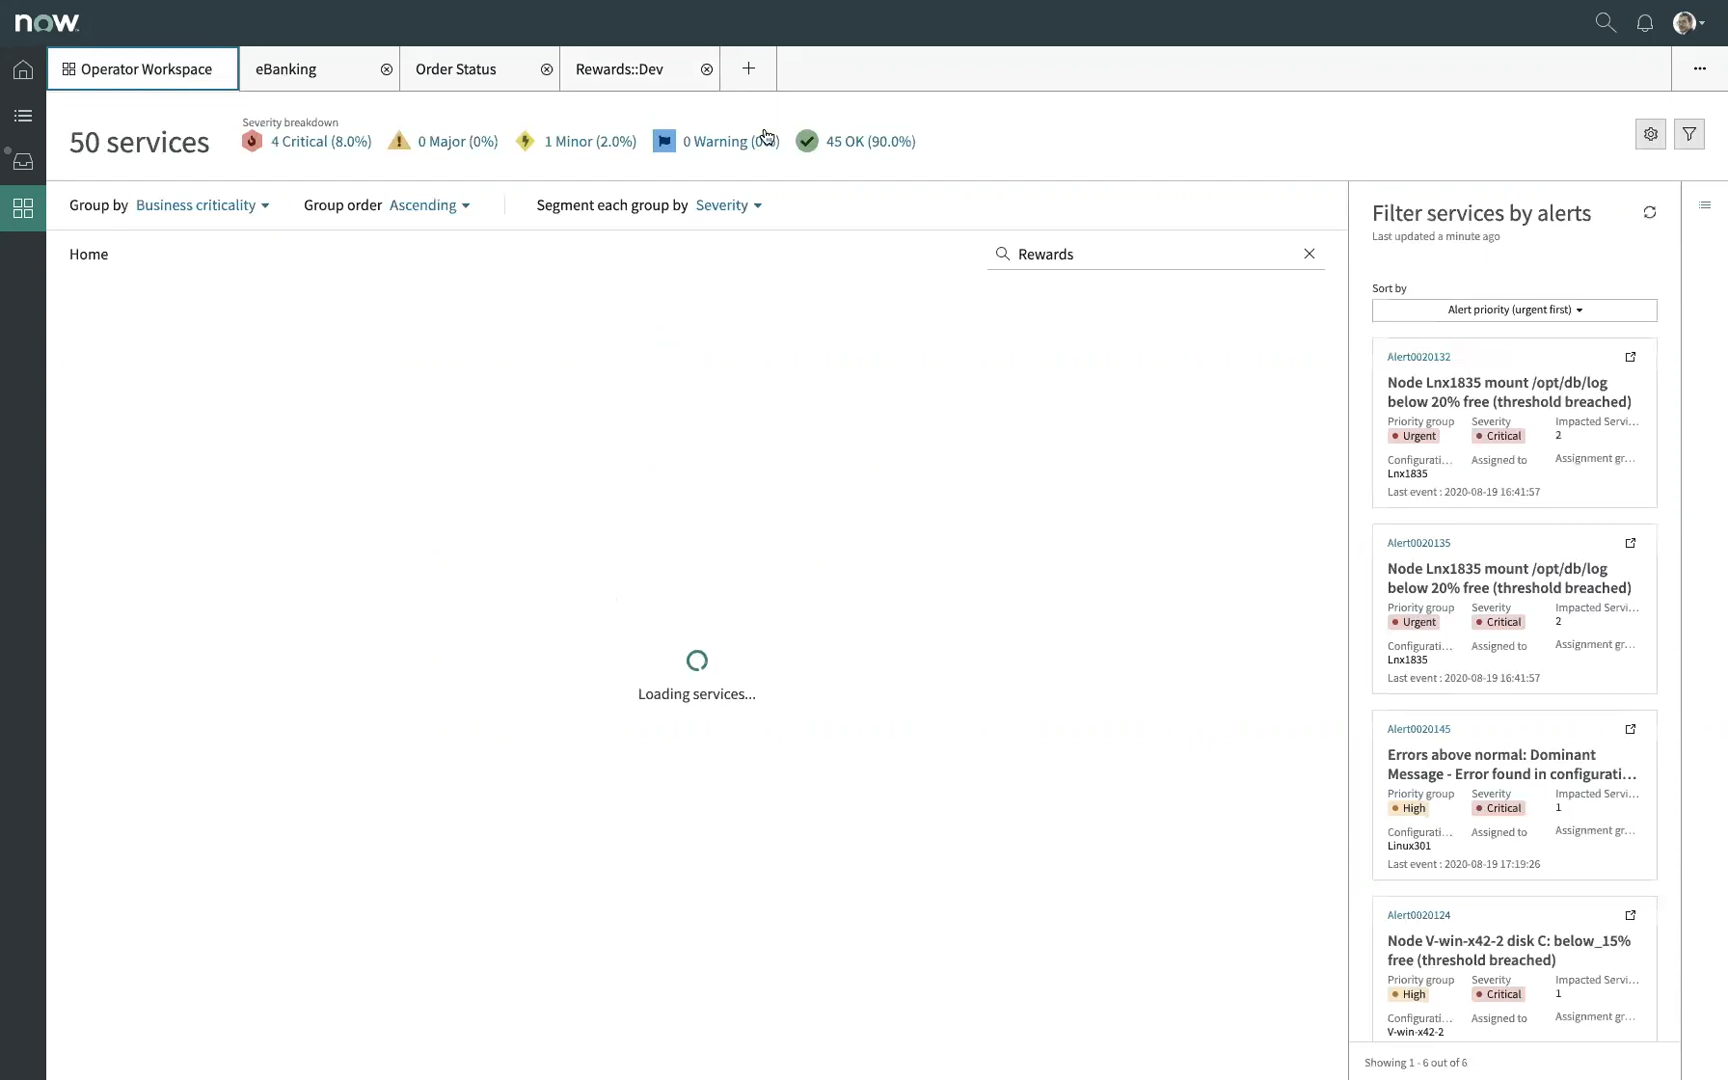 now
Operator Workspace
eBanking
Order Status
Rewards::Dev
50 services
Severity breakdown
4 Critical (8.0%)
0 Major (0%)
1 Minor (2.0%)
0 Warning
45 OK (90.0%)
Group by Business criticality
Group order Ascending
Segment each group by Severity
Home
Rewards
Loading services...
Filter services by alerts
Last updated a minute ago
Sort by
Alert priority (urgent first)
Alert0020132
Node Lnx1835 mount /opt/db/log
below 20% free (threshold breached)
Priority group Severity Impacted Servi...
Urgent Critical 2
Configurati... Assigned to Assignment gr...
Lnx1835
Last event : 2020-08-19 16:41:57
Alert0020135
Node Lnx1835 mount /opt/db/log
below 20% free (threshold breached)
Priority group Severity Impacted Servi...
Urgent Critical 2
Configurati... Assigned to Assignment gr...
Lnx1835
Last event : 2020-08-19 16:41:57
Alert0020145
Errors above normal: Dominant
Message - Error found in configurati...
Priority group Severity Impacted Servi...
High Critical 1
Configurati... Assigned to Assignment gr...
Linux301
Last event : 2020-08-19 17:19:26
Alert0020124
Node V-win-x42-2 disk C: below_15%
free (threshold breached)
Priority group Severity Impacted Servi...
High Critical 1
Configurati... Assigned to Assignment gr...
V-win-x42-2
Showing 1 - 6 out of 6